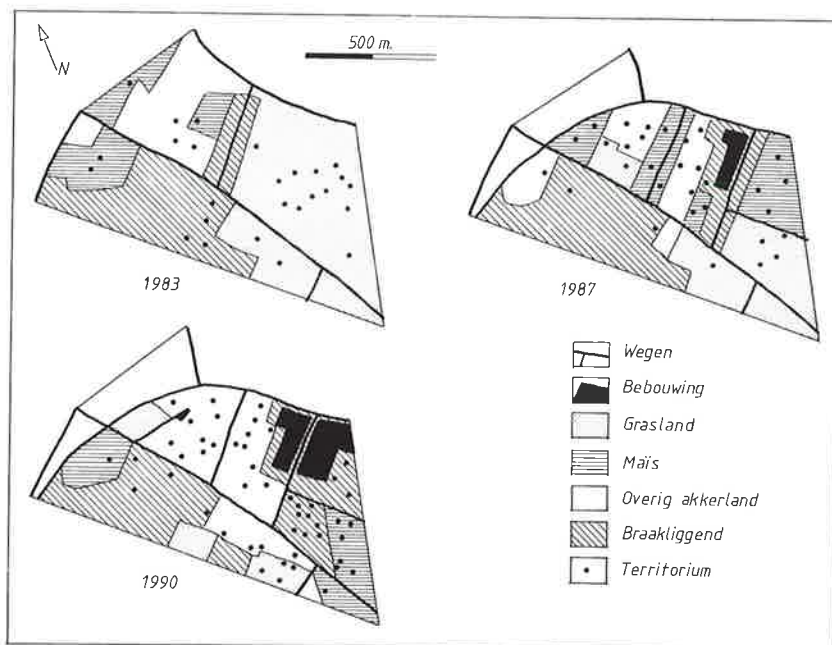 N
500 m.
1983
1987
1990
Wegen
Bebouwing
Grasland
Maïs
Overig akkerland
Braakliggend
Territorium